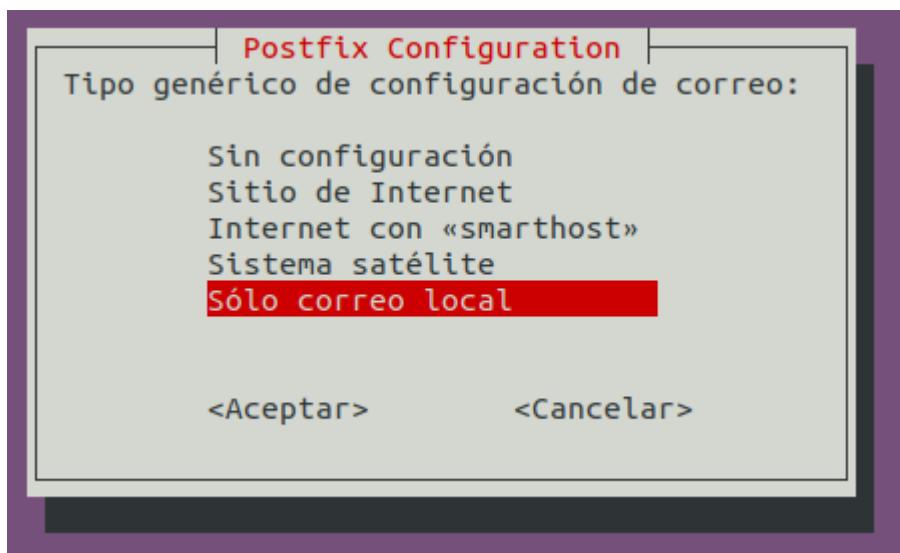 Postfix Configuration
Tipo genérico de configuración de correo:
Sin configuración
Sitio de Internet
Internet con «smarthost»
Sistema satélite
Sólo correo local
<Aceptar> <Cancelar>